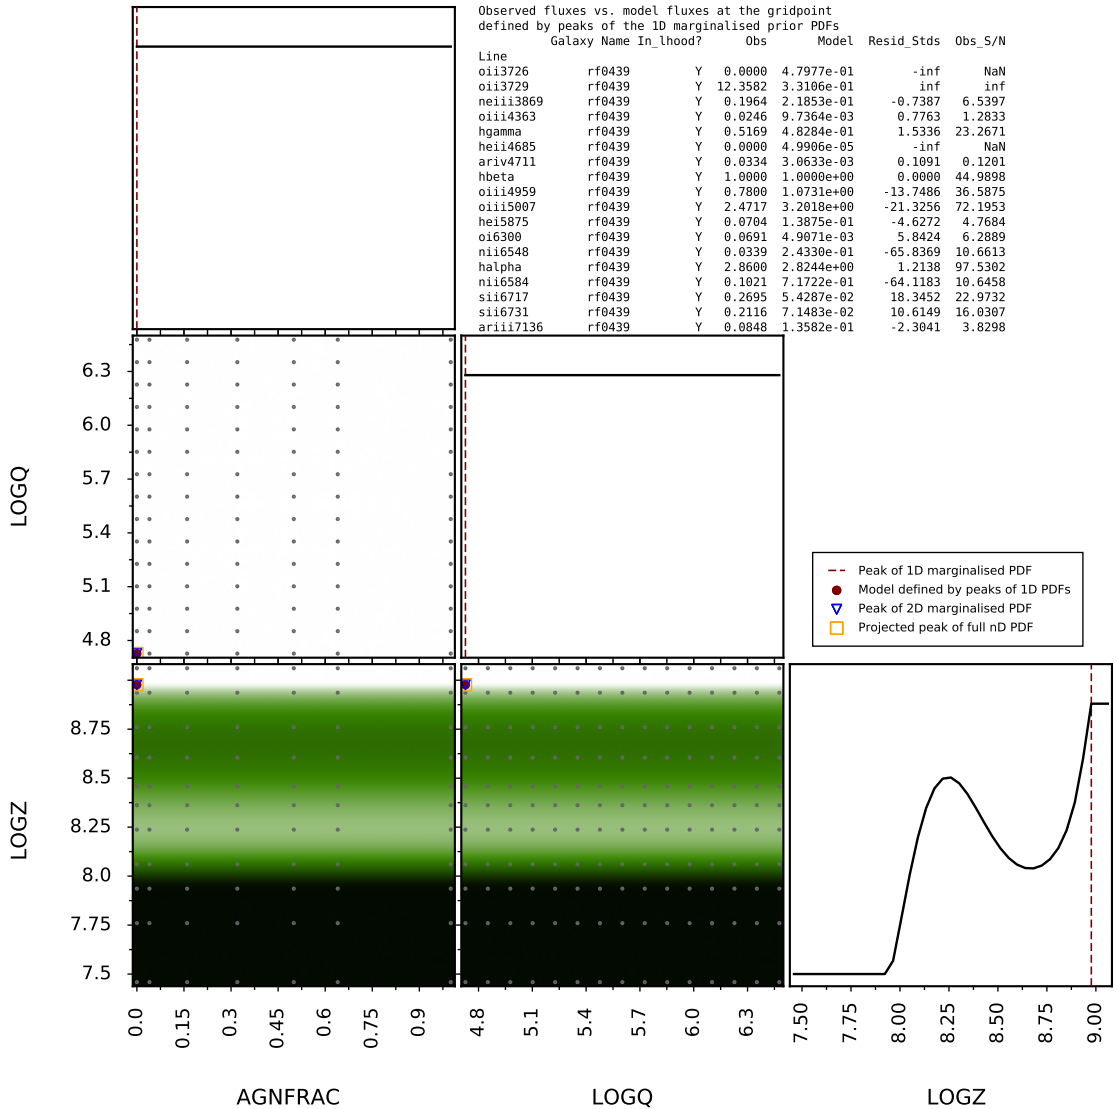 Observed fluxes vs. model fluxes at the gridpoint
defined by peaks of the 1D marginalised prior PDFs
Galaxy Name In_lhood? Obs Model Resid_Stds Obs_S/N
Line
oii3726 rf0439 Y 0.0000 4.7977e-01 -inf NaN
oii3729 rf0439 Y 12.3582 3.3106e-01 inf inf
neiii3869 rf0439 Y 0.1964 2.1853e-01 -0.7387 6.5397
oiii4363 rf0439 Y 0.0246 9.7364e-03 0.7763 1.2833
hgamma rf0439 Y 0.5169 4.8284e-01 1.5336 23.2671
heii4685 rf0439 Y 0.0000 4.9906e-05 -inf NaN
ariv4711 rf0439 Y 0.0334 3.0633e-03 0.1091 0.1201
hbeta rf0439 Y 1.0000 1.0000e+00 0.0000 44.9898
oiii4959 rf0439 Y 0.7800 1.0731e+00 -13.7486 36.5875
oiii5007 rf0439 Y 2.4717 3.2018e+00 -21.3256 72.1953
hei5875 rf0439 Y 0.0704 1.3875e-01 -4.6272 4.7684
oi6300 rf0439 Y 0.0691 4.9071e-03 5.8424 6.2889
nii6548 rf0439 Y 0.0339 2.4330e-01 -65.8369 10.6613
halpha rf0439 Y 2.8600 2.8244e+00 1.2138 97.5302
nii6584 rf0439 Y 0.1021 7.1722e-01 -64.1183 10.6458
sii6717 rf0439 Y 0.2695 5.4287e-02 18.3452 22.9732
sii6731 rf0439 Y 0.2116 7.1483e-02 10.6149 16.0307
ariii7136 rf0439 Y 0.0848 1.3582e-01 -2.3041 3.8298
LOGQ
6.3
6.0
5.7
5.4
5.1
4.8
Peak of 1D marginalised PDF
Model defined by peaks of 1D PDFs
Peak of 2D marginalised PDF
Projected peak of full nD PDF
LOGZ
8.75
8.5
8.25
8.0
7.75
7.5
0.0 0.15 0.3 0.45 0.6 0.75 0.9
4.8 5.1 5.4 5.7 6.0 6.3
7.50 7.75 8.00 8.25 8.50 8.75 9.00
AGNFRAC LOGQ LOGZ